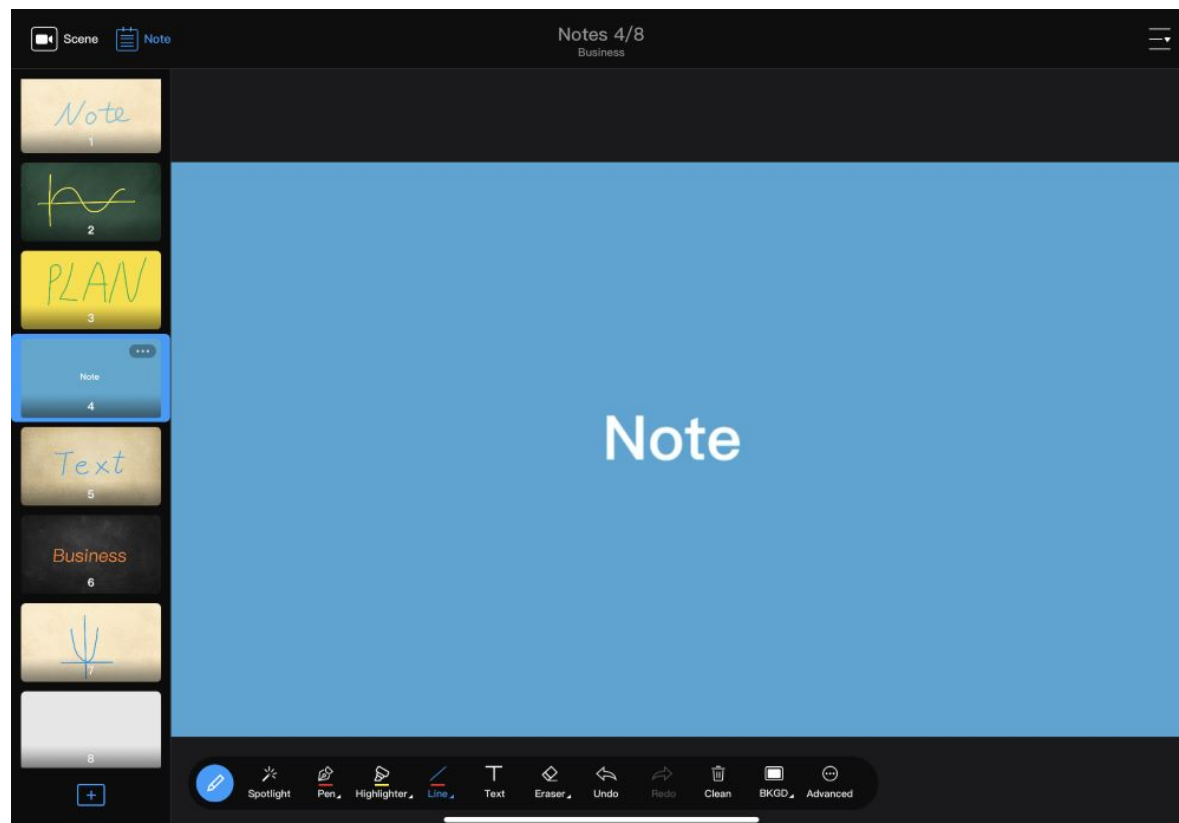 Scene Note
Notes 4/8
Business
Note
1
2
PLAN
3
Note
4
Text
5
Business
6
7
8
Note
Spotlight Pen Highlighter Line Text Eraser Undo Redo Clean BKGD Advanced